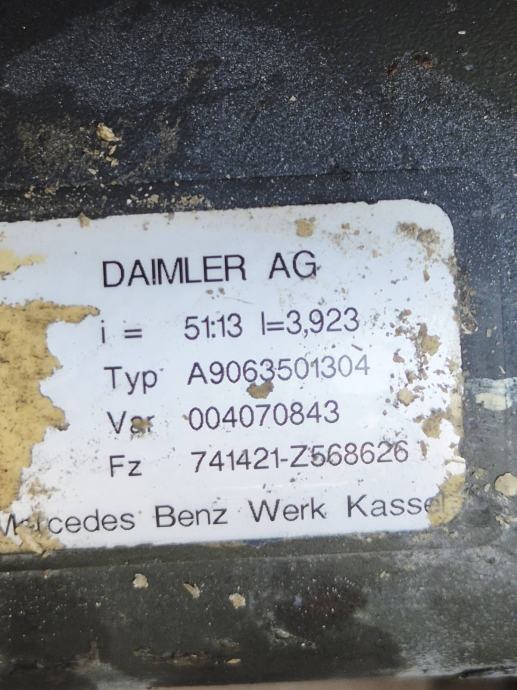 DAIMLER AG
i = 51:13 I=3,923
Typ A9063501304
Var 004070843
Fz 741421-Z568626
Mercedes Benz Werk Kassel